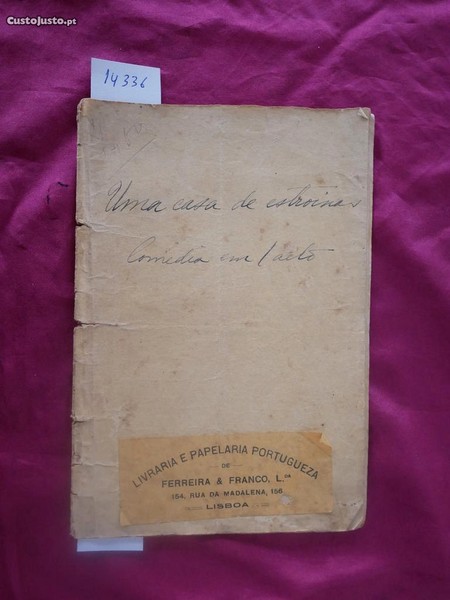 CustoJusto.pt
14336
Uma casa de estroinas
Comedia em 1 acto
LIVRARIA E PAPELARIA PORTUGUEZA
DE
FERREIRA & FRANCO, L.da
154, RUA DA MADALENA, 156
LISBOA